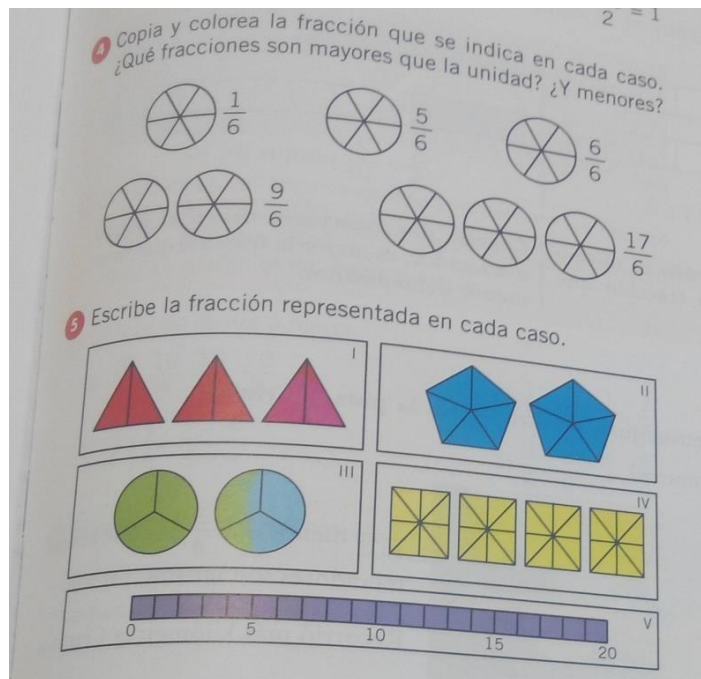 2 = 1
4 Copia y colorea la fracción que se indica en cada caso.
¿Qué fracciones son mayores que la unidad? ¿Y menores?
1/6
5/6
6/6
9/6
17/6
5 Escribe la fracción representada en cada caso.
I
II
III
IV
V
0 5 10 15 20